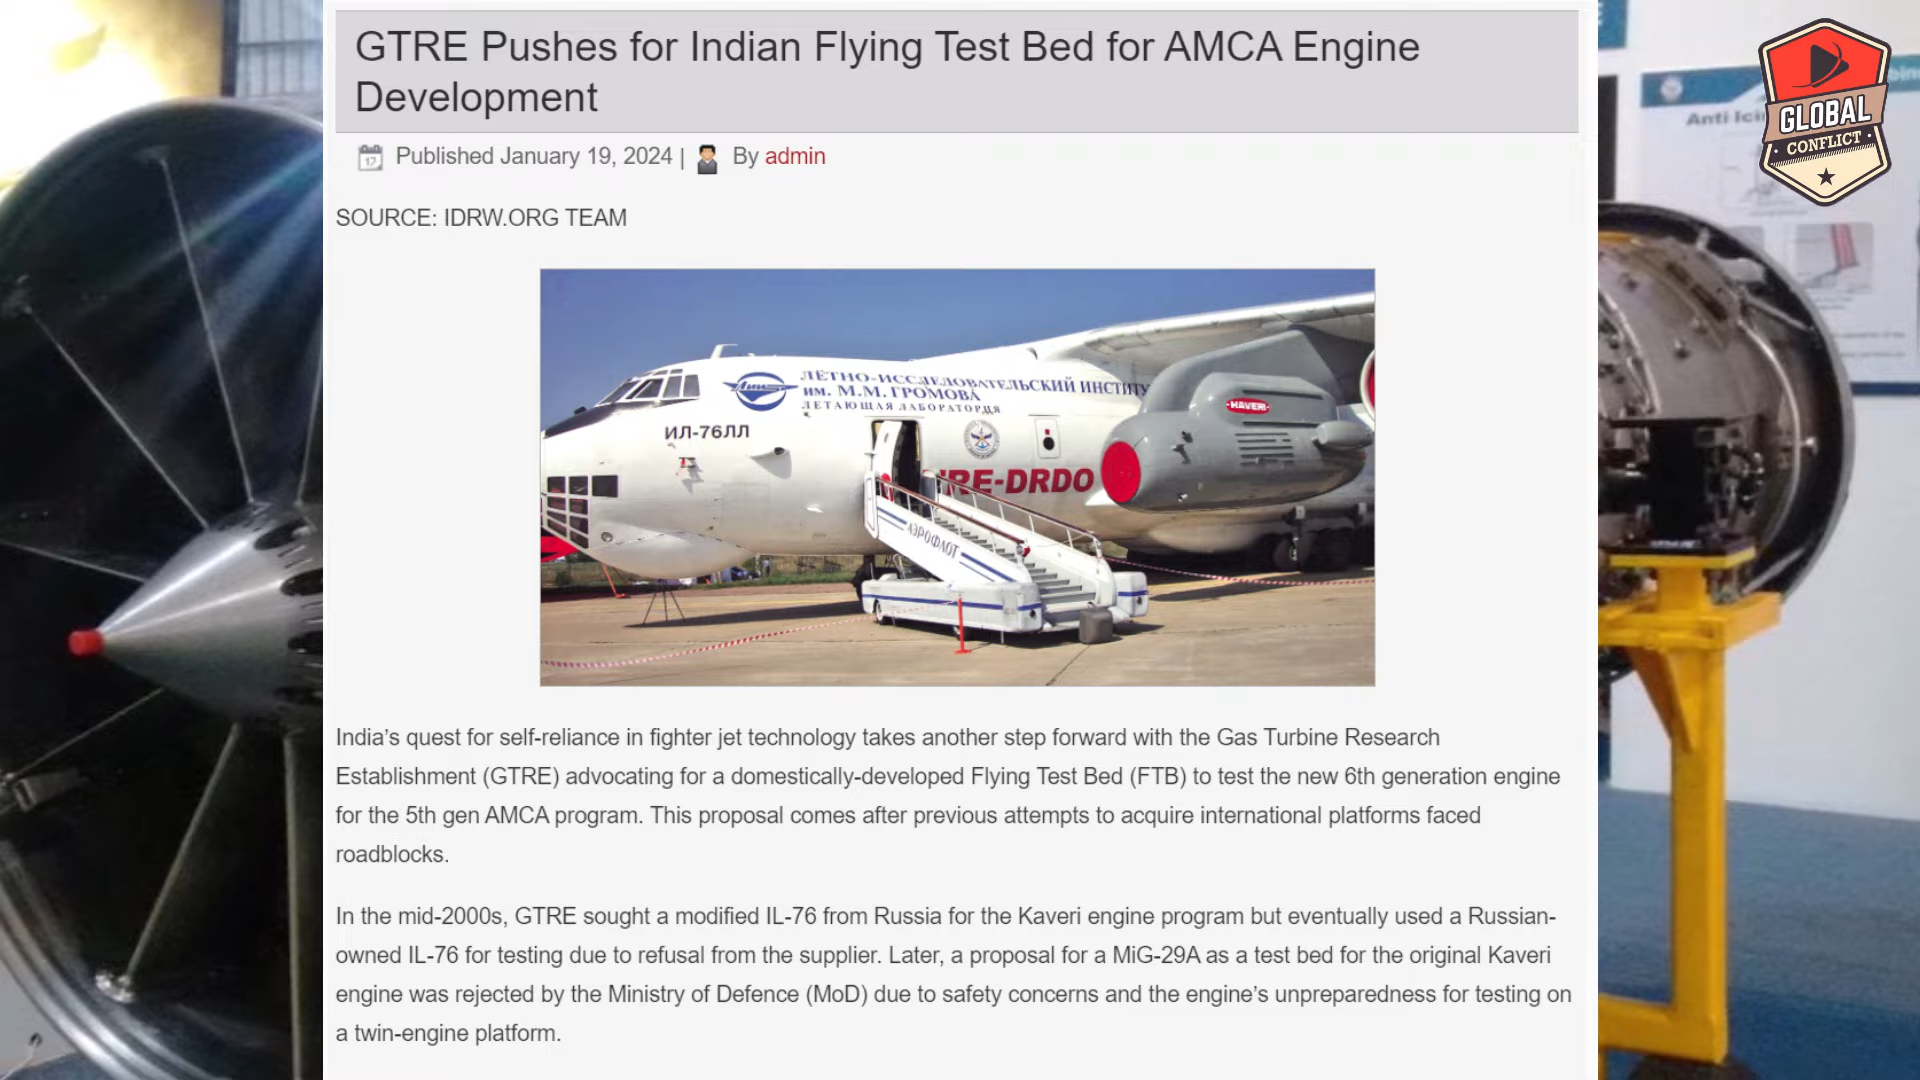 GTRE Pushes for Indian Flying Test Bed for AMCA Engine
Development
Published January 19, 2024 | By admin
SOURCE: IDRW.ORG TEAM
ЛЁТНО-ИССЛЕДОВАТЕЛЬСКИЙ ИНСТИТУ
им. М.М. ГРОМОВА
ЛЕТАЮЩАЯ ЛАБОРАТОРИЯ
ИЛ-76ЛЛ
KAVERI
RE-DRDO
АЭРОФЛОТ
India’s quest for self-reliance in fighter jet technology takes another step forward with the Gas Turbine Research
Establishment (GTRE) advocating for a domestically-developed Flying Test Bed (FTB) to test the new 6th generation engine
for the 5th gen AMCA program. This proposal comes after previous attempts to acquire international platforms faced
roadblocks.
In the mid-2000s, GTRE sought a modified IL-76 from Russia for the Kaveri engine program but eventually used a Russian-
owned IL-76 for testing due to refusal from the supplier. Later, a proposal for a MiG-29A as a test bed for the original Kaveri
engine was rejected by the Ministry of Defence (MoD) due to safety concerns and the engine’s unpreparedness for testing on
a twin-engine platform.
Anti Ici
GLOBAL
CONFLICT